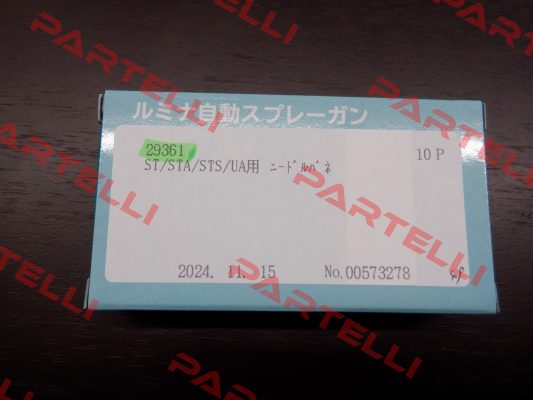 ルミナ自動スプレーガン
29361 10 P
ST/STA/STS/UA用 ﾆｰﾄﾞﾙﾊﾞﾈ
2024. 11. 15 No.00573278
PARTELLI
PARTELLI
PARTELLI
PARTELLI
PARTELLI
PARTELLI